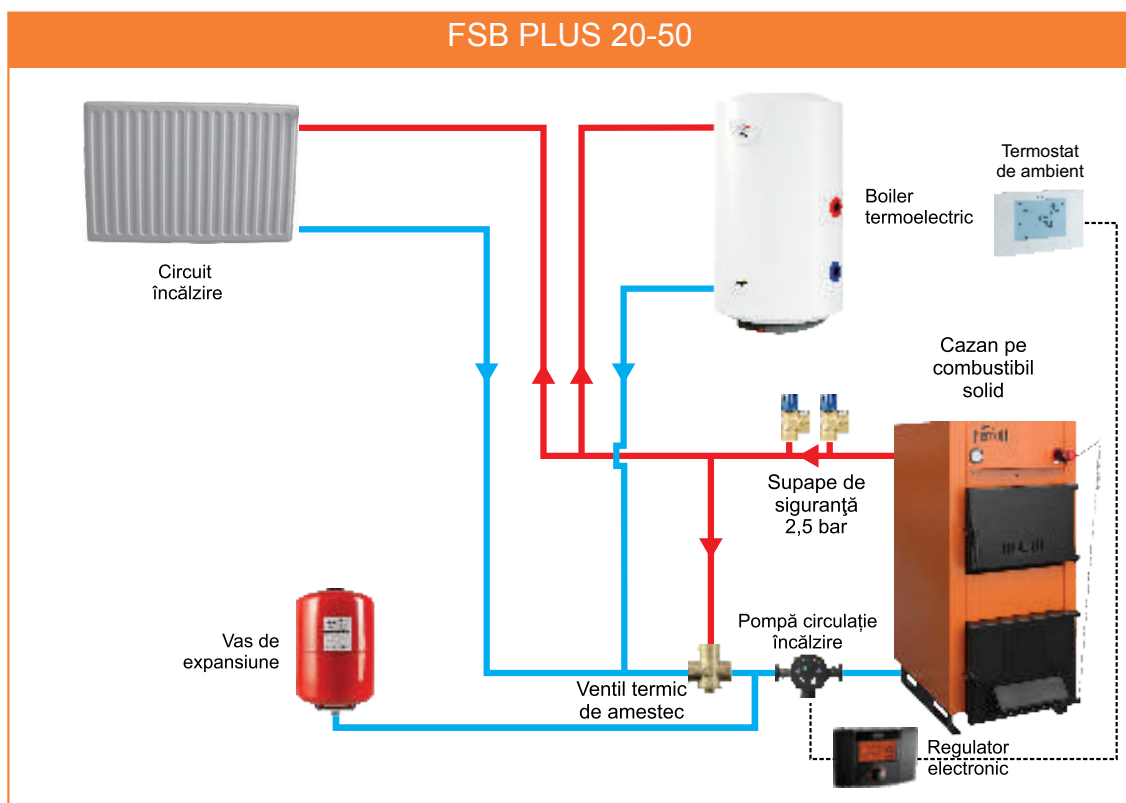 FSB PLUS 20-50
Termostat
de ambient
Boiler
termoelectric
Circuit
încălzire
Cazan pe
combustibil
solid
Supape de
siguranţă
2,5 bar
Pompă circulație
încălzire
Vas de
expansiune
Ventil termic
de amestec
Regulator
electronic